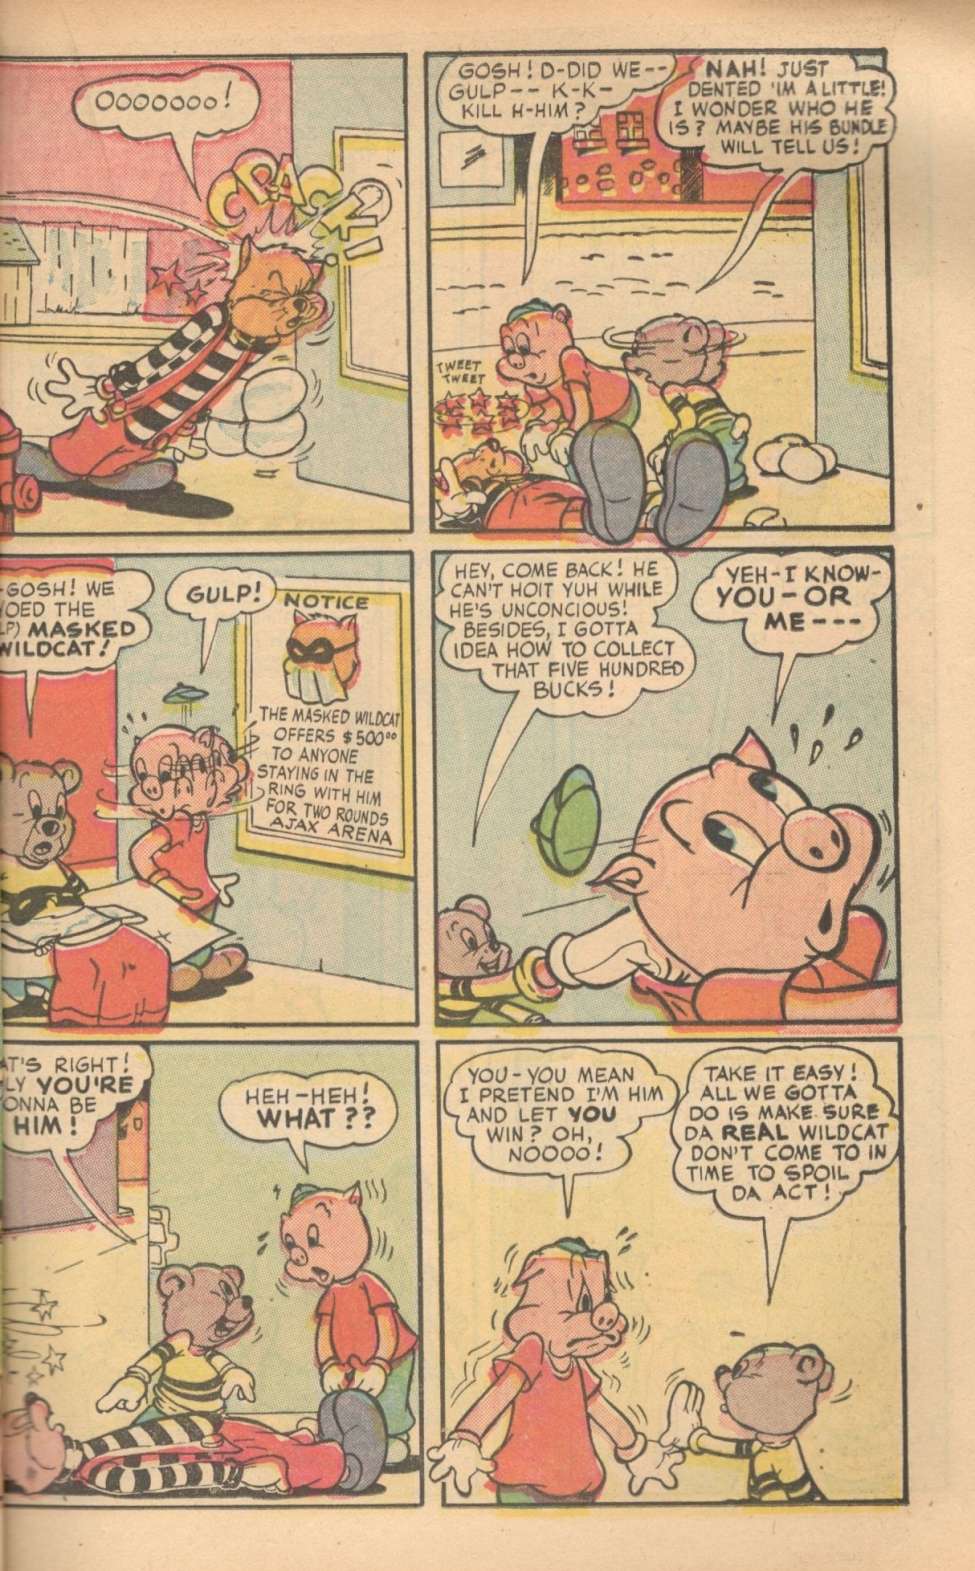 OOOOOOO!
CRACK!
GOSH! D-DID WE--
GULP-- K-K-
KILL H-HIM?
NAH! JUST
DENTED 'IM A LITTLE!
I WONDER WHO HE
IS? MAYBE HIS BUNDLE
WILL TELL US!
TWEET
TWEET
-GOSH! WE
YOED THE
LP) MASKED
WILDCAT!
GULP!
NOTICE
THE MASKED WILDCAT
OFFERS $500.00
TO ANYONE
STAYING IN THE
RING WITH HIM
FOR TWO ROUNDS
AJAX ARENA
HEY, COME BACK! HE
CAN'T HOIT YUH WHILE
HE'S UNCONCIOUS!
BESIDES, I GOTTA
IDEA HOW TO COLLECT
THAT FIVE HUNDRED
BUCKS!
YEH-I KNOW-
YOU-OR
ME---
AT'S RIGHT!
LY YOU'RE
ONNA BE
HIM!
HEH-HEH!
WHAT??
YOU-YOU MEAN
I PRETEND I'M HIM
AND LET YOU
WIN? OH,
NOOOO!
TAKE IT EASY!
ALL WE GOTTA
DO IS MAKE SURE
DA REAL WILDCAT
DON'T COME TO IN
TIME TO SPOIL
DA ACT!